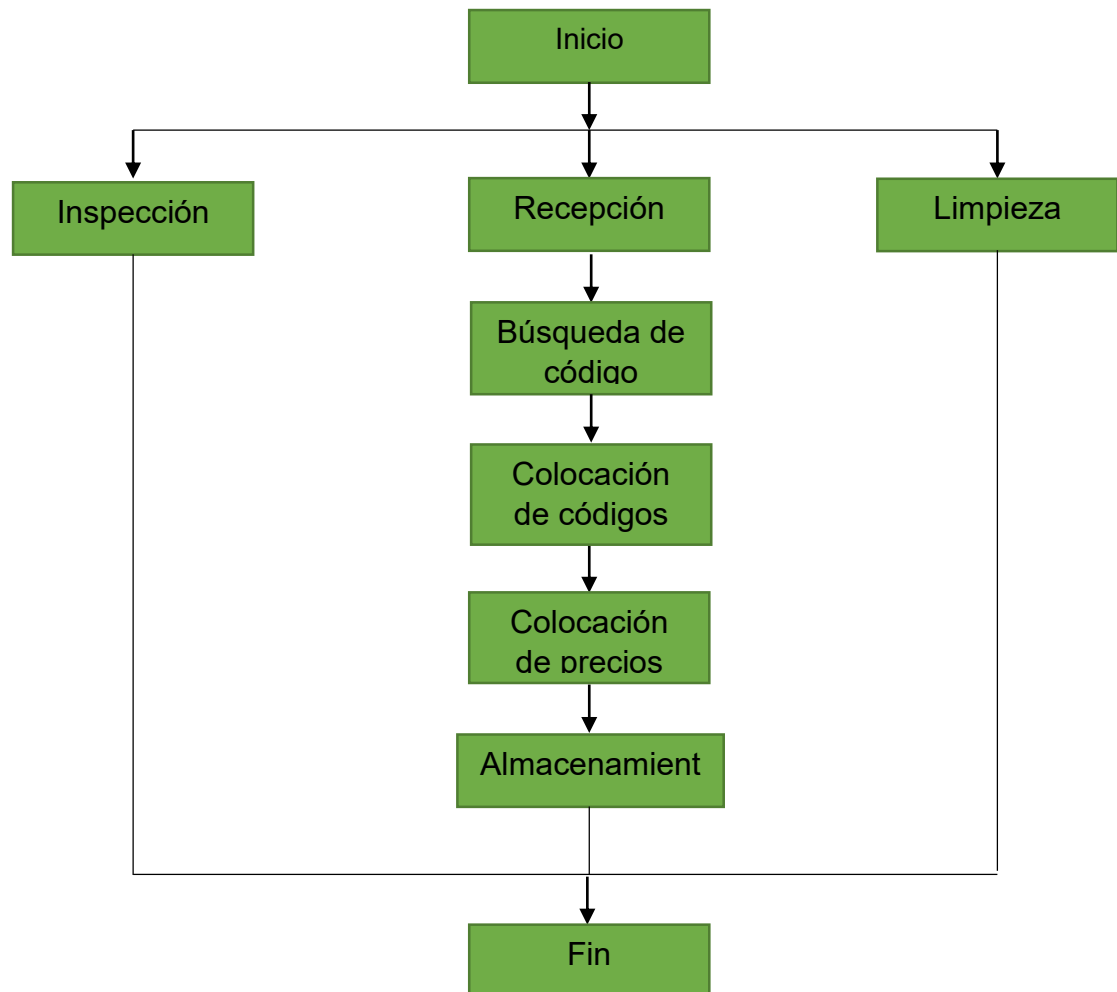 Inicio
Inspección
Recepción
Limpieza
Búsqueda de
código
Colocación
de códigos
Colocación
de precios
Almacenamient
Fin